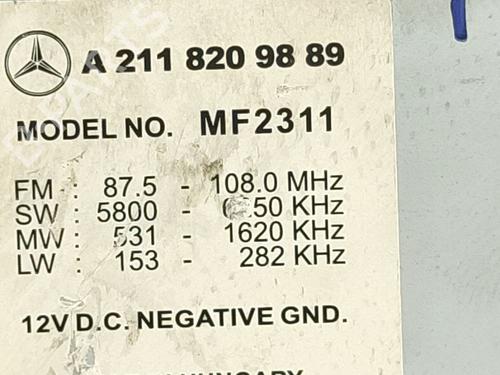 A 211 820 98 89
MODEL NO. MF2311
FM : 87.5 - 108.0 MHz
SW : 5800 - KHz
MW : 531 - 1620 KHz
LW : 153 - 282 KHz
12V D.C. NEGATIVE GND.
HUNGARY